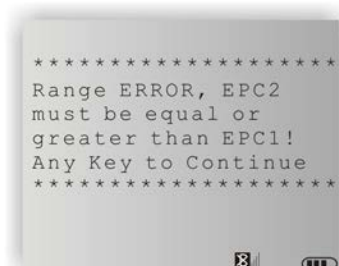 * * * * * * * * * * * * * * * * * * * *
Range ERROR, EPC2
must be equal or
greater than EPC1!
Any Key to Continue
* * * * * * * * * * * * * * * * * * * *